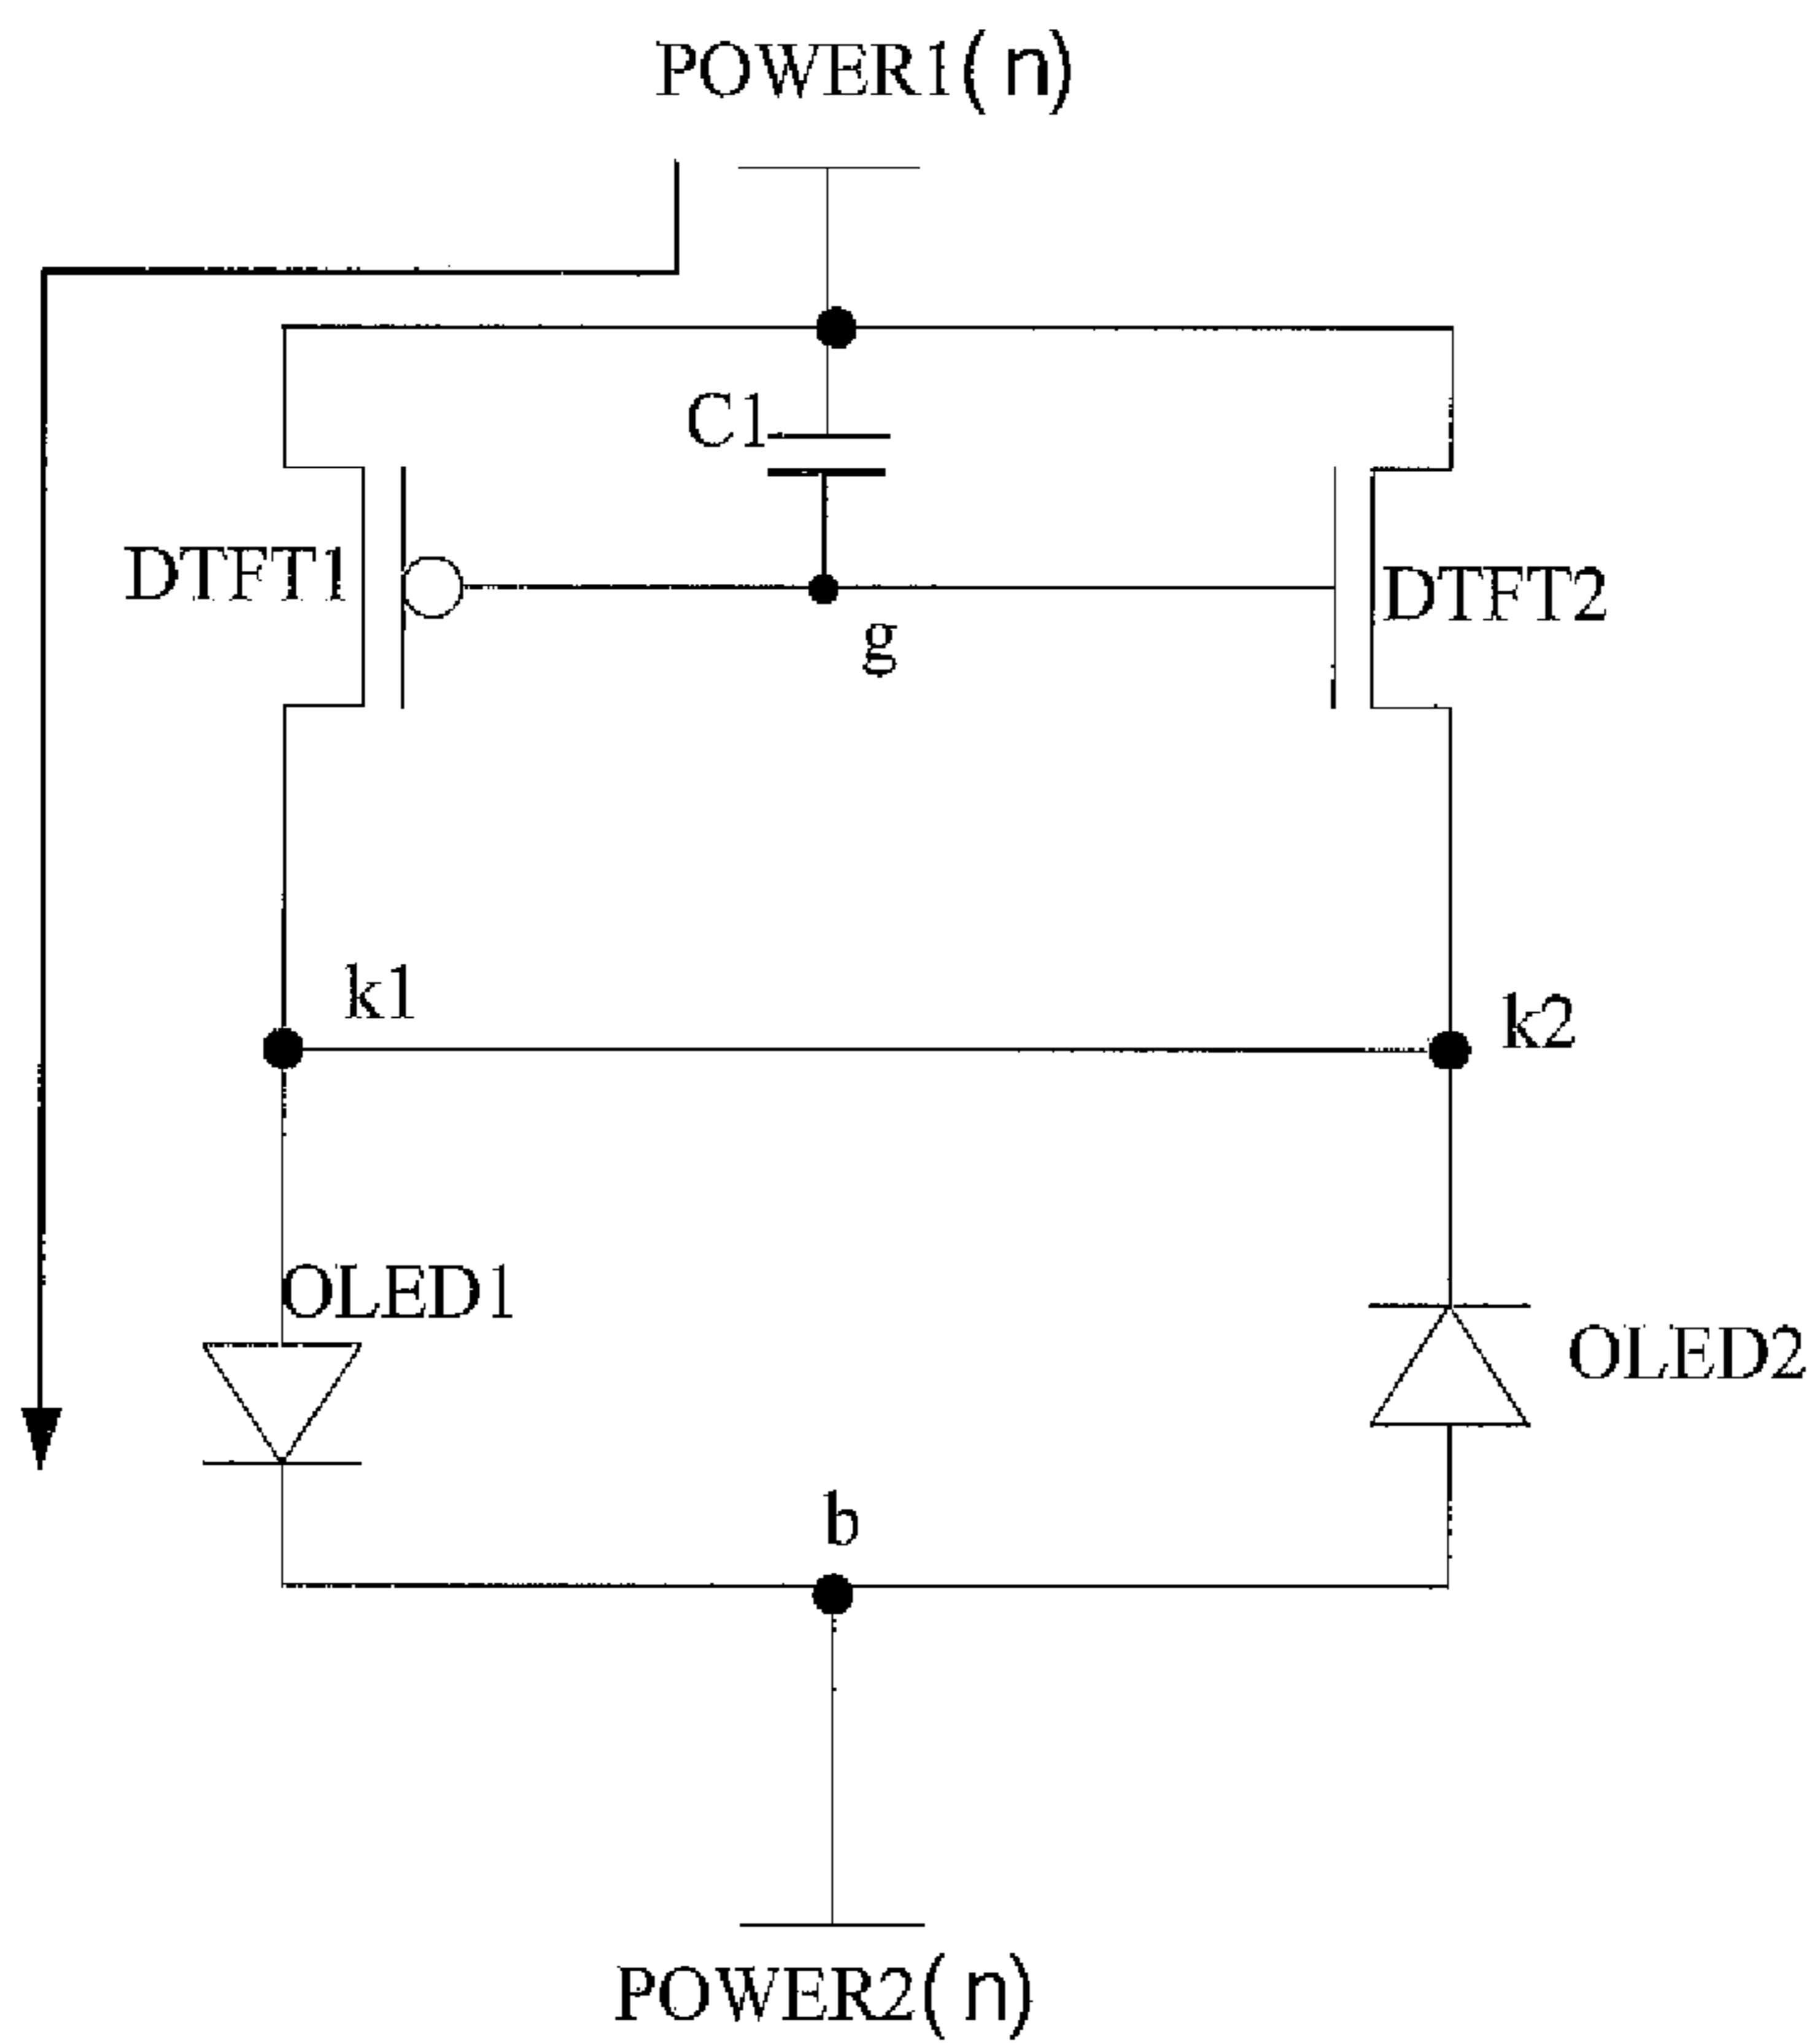 POWER1(n)
C1
DTFT1
DTFT2
g
k1
k2
OLED1
OLED2
b
POWER2(n)